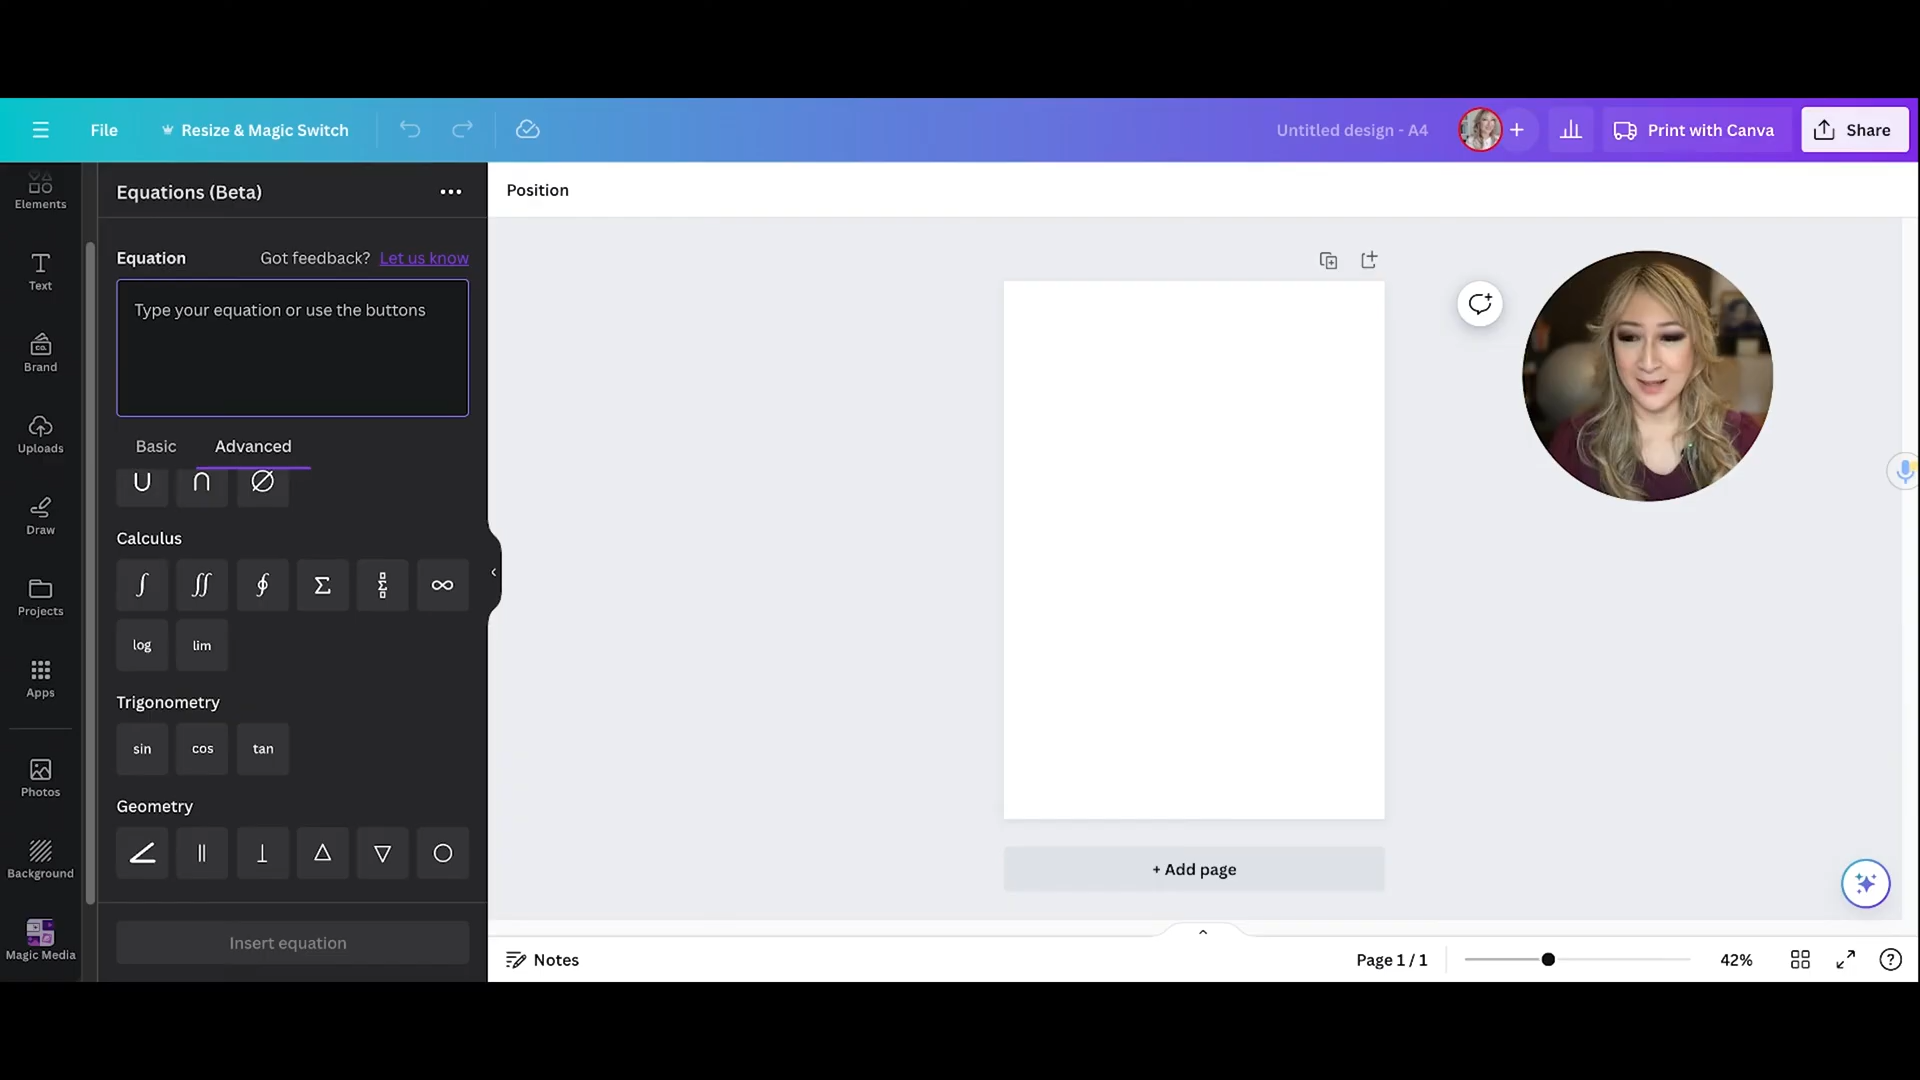 File
Resize & Magic Switch
Untitled design - A4
+
Print with Canva
Share
Elements
Text
Brand
CO.
Uploads
Draw
Projects
Apps
Photos
Background
Magic Media
Equations (Beta)
Equation
Got feedback? Let us know
Type your equation or use the buttons
Basic
Advanced
∪ ∩ ∅
Calculus
∫ ∬ ∮ Σ Σ ∞
log lim
Trigonometry
sin cos tan
Geometry
∠ ∥ ⊥ △ ▽ ○
Insert equation
Position
+ Add page
Notes
Page 1 / 1
42%
?